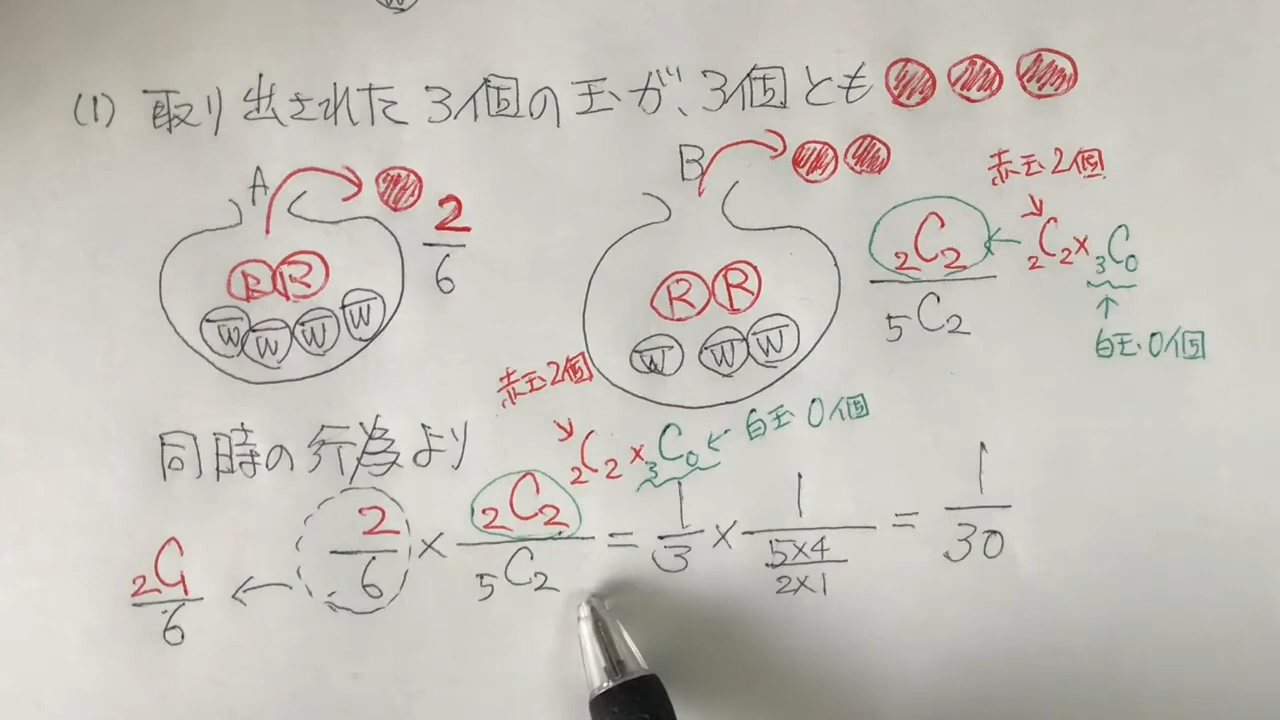 (1) 取り出された3個の玉が、3個とも
A
2/6
R R
W W W W
B
R R
W W W
赤玉2個
₂C₂ ← ₂C₂×₃C₀
₅C₂
↑
白玉0個
同時の行為より
赤玉2個
₂C₂×₃C₀ ← 白玉0個
₂C₁/6 ← 2/6 × ₂C₂/₅C₂ = 1/3 × 1/(5×4/2×1) = 1/30